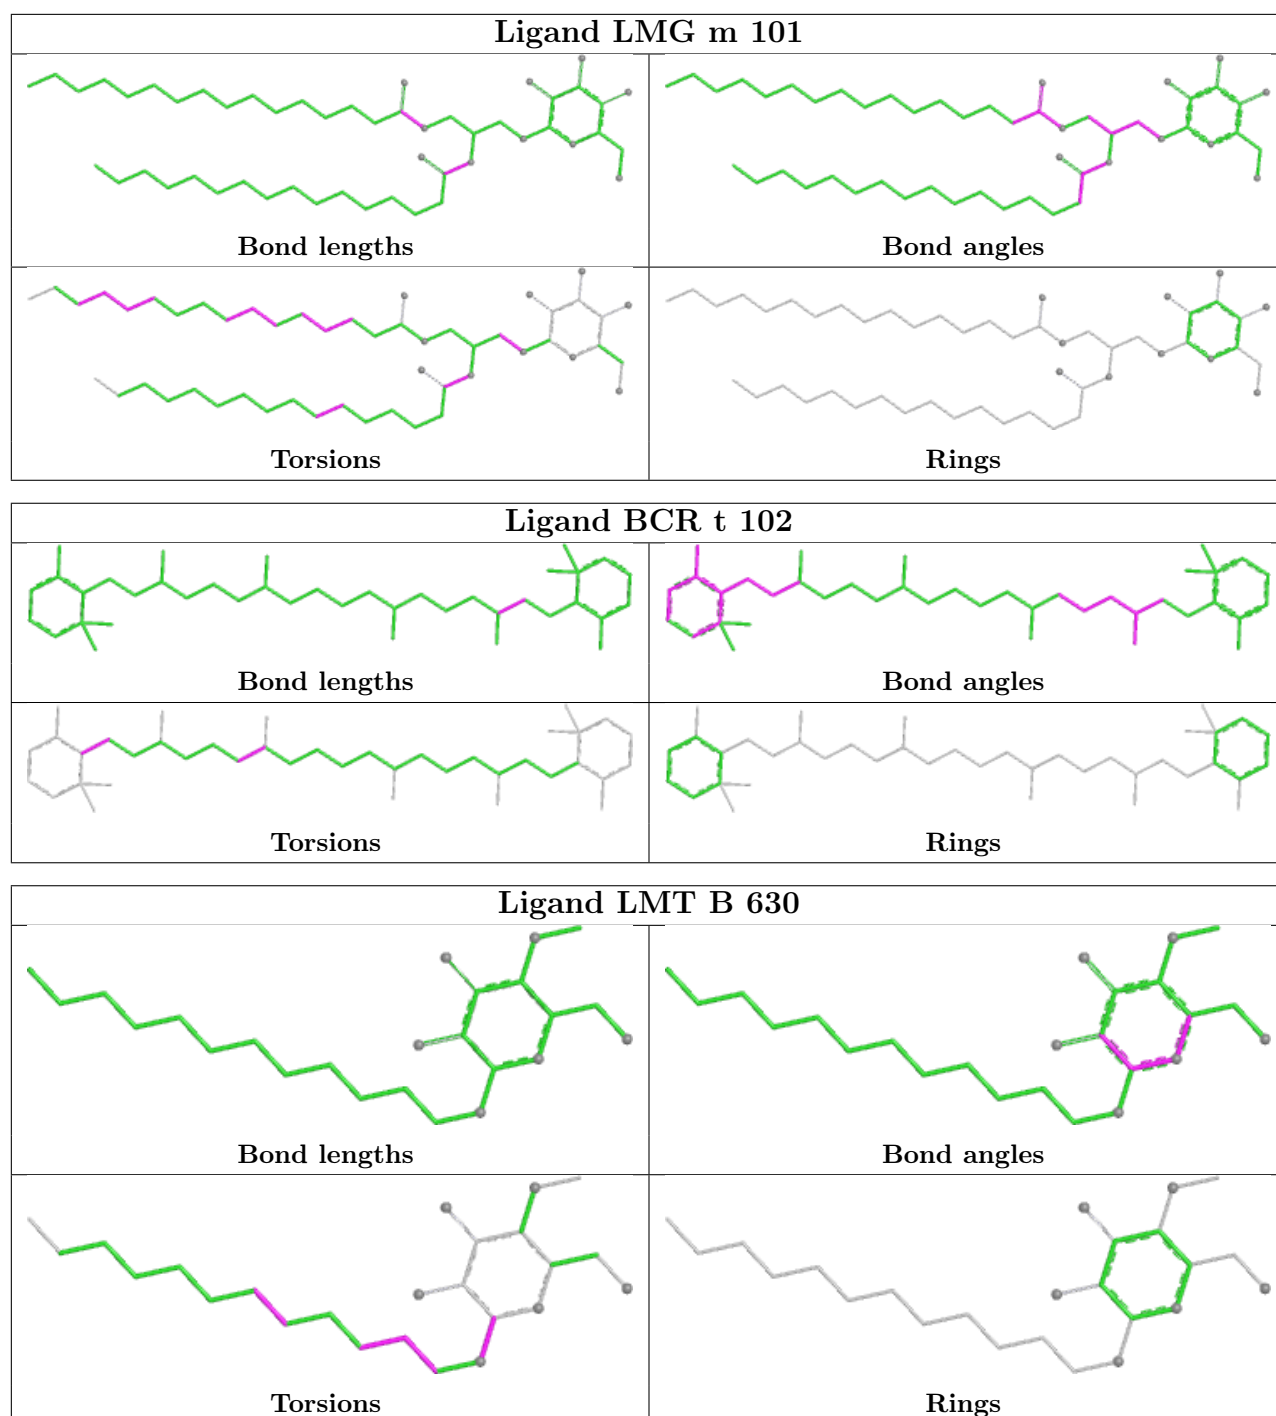 Ligand LMG m 101
Bond lengths
Bond angles
Torsions
Rings
Ligand BCR t 102
Bond lengths
Bond angles
Torsions
Rings
Ligand LMT B 630
Bond lengths
Bond angles
Torsions
Rings